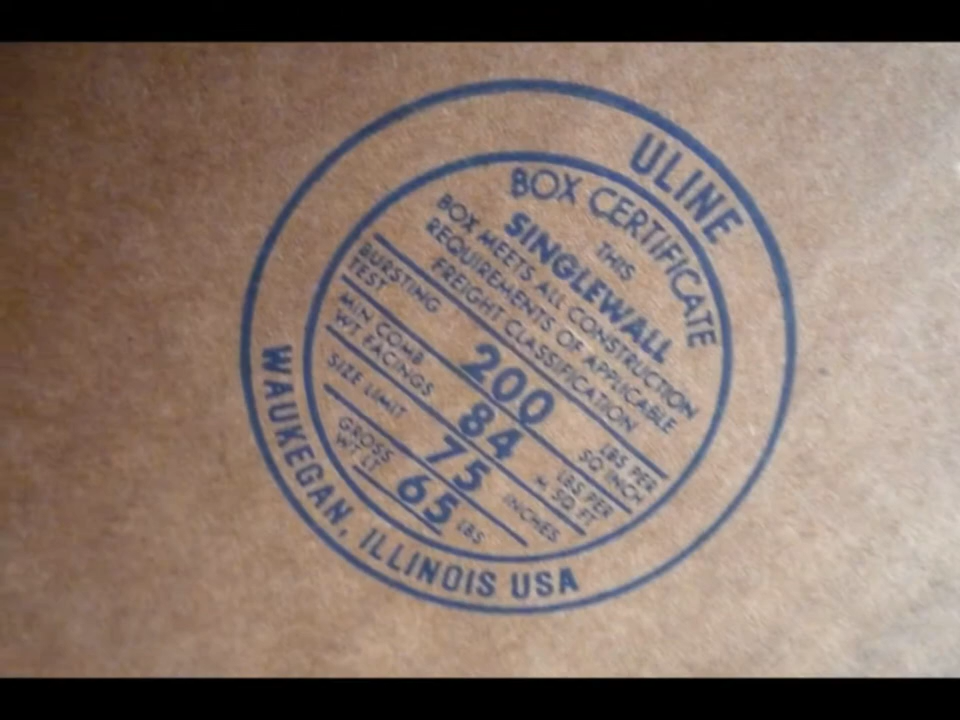 ULINE
BOX CERTIFICATE
THIS
SINGLEWALL
BOX MEETS ALL CONSTRUCTION
REQUIREMENTS OF APPLICABLE
FREIGHT CLASSIFICATION
BURSTING
TEST
200
LBS PER
SQ INCH
MIN COMB
WT FACINGS
84
LBS PER
M SQ FT
SIZE LIMIT
75
INCHES
GROSS
WT LT
65
LBS
WAUKEGAN, ILLINOIS USA